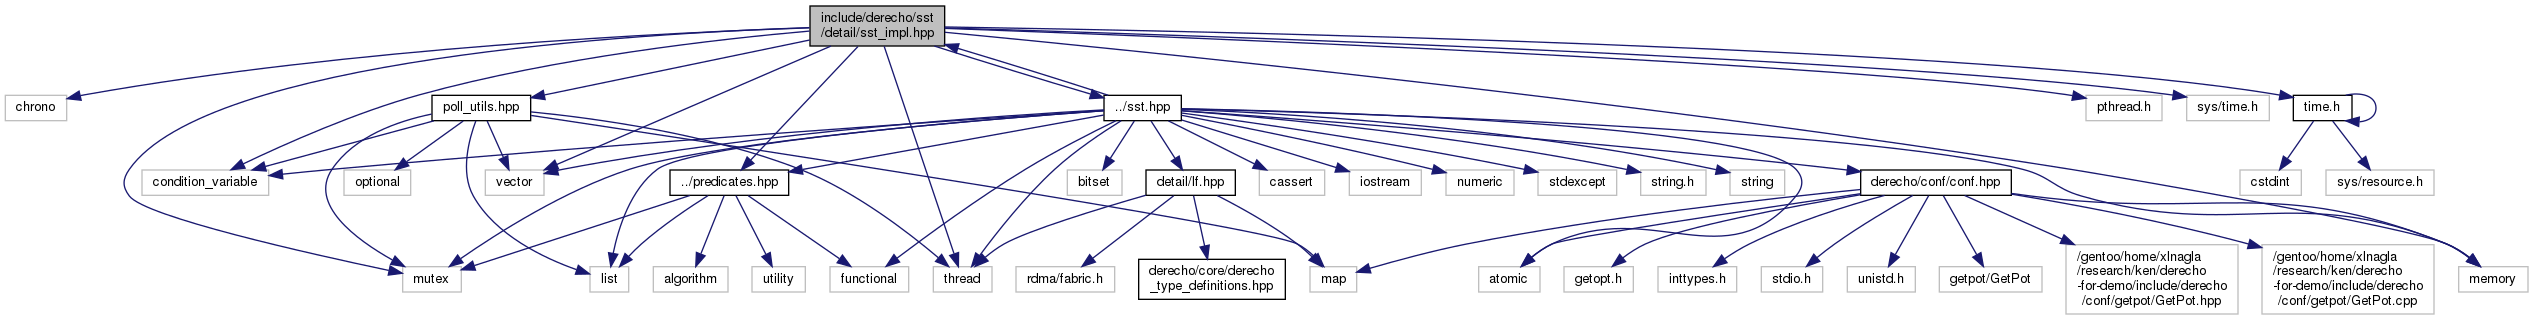 include/derecho/sst
/detail/sst_impl.hpp
chrono
poll_utils.hpp
../sst.hpp
pthread.h
sys/time.h
time.h
condition_variable
optional
vector
../predicates.hpp
bitset
detail/lf.hpp
cassert
iostream
numeric
stdexcept
string.h
string
derecho/conf/conf.hpp
cstdint
sys/resource.h
mutex
list
algorithm
utility
functional
thread
rdma/fabric.h
derecho/core/derecho
_type_definitions.hpp
map
atomic
getopt.h
inttypes.h
stdio.h
unistd.h
getpot/GetPot
/gentoo/home/xlnagla
/research/ken/derecho
-for-demo/include/derecho
/conf/getpot/GetPot.hpp
/gentoo/home/xlnagla
/research/ken/derecho
-for-demo/include/derecho
/conf/getpot/GetPot.cpp
memory